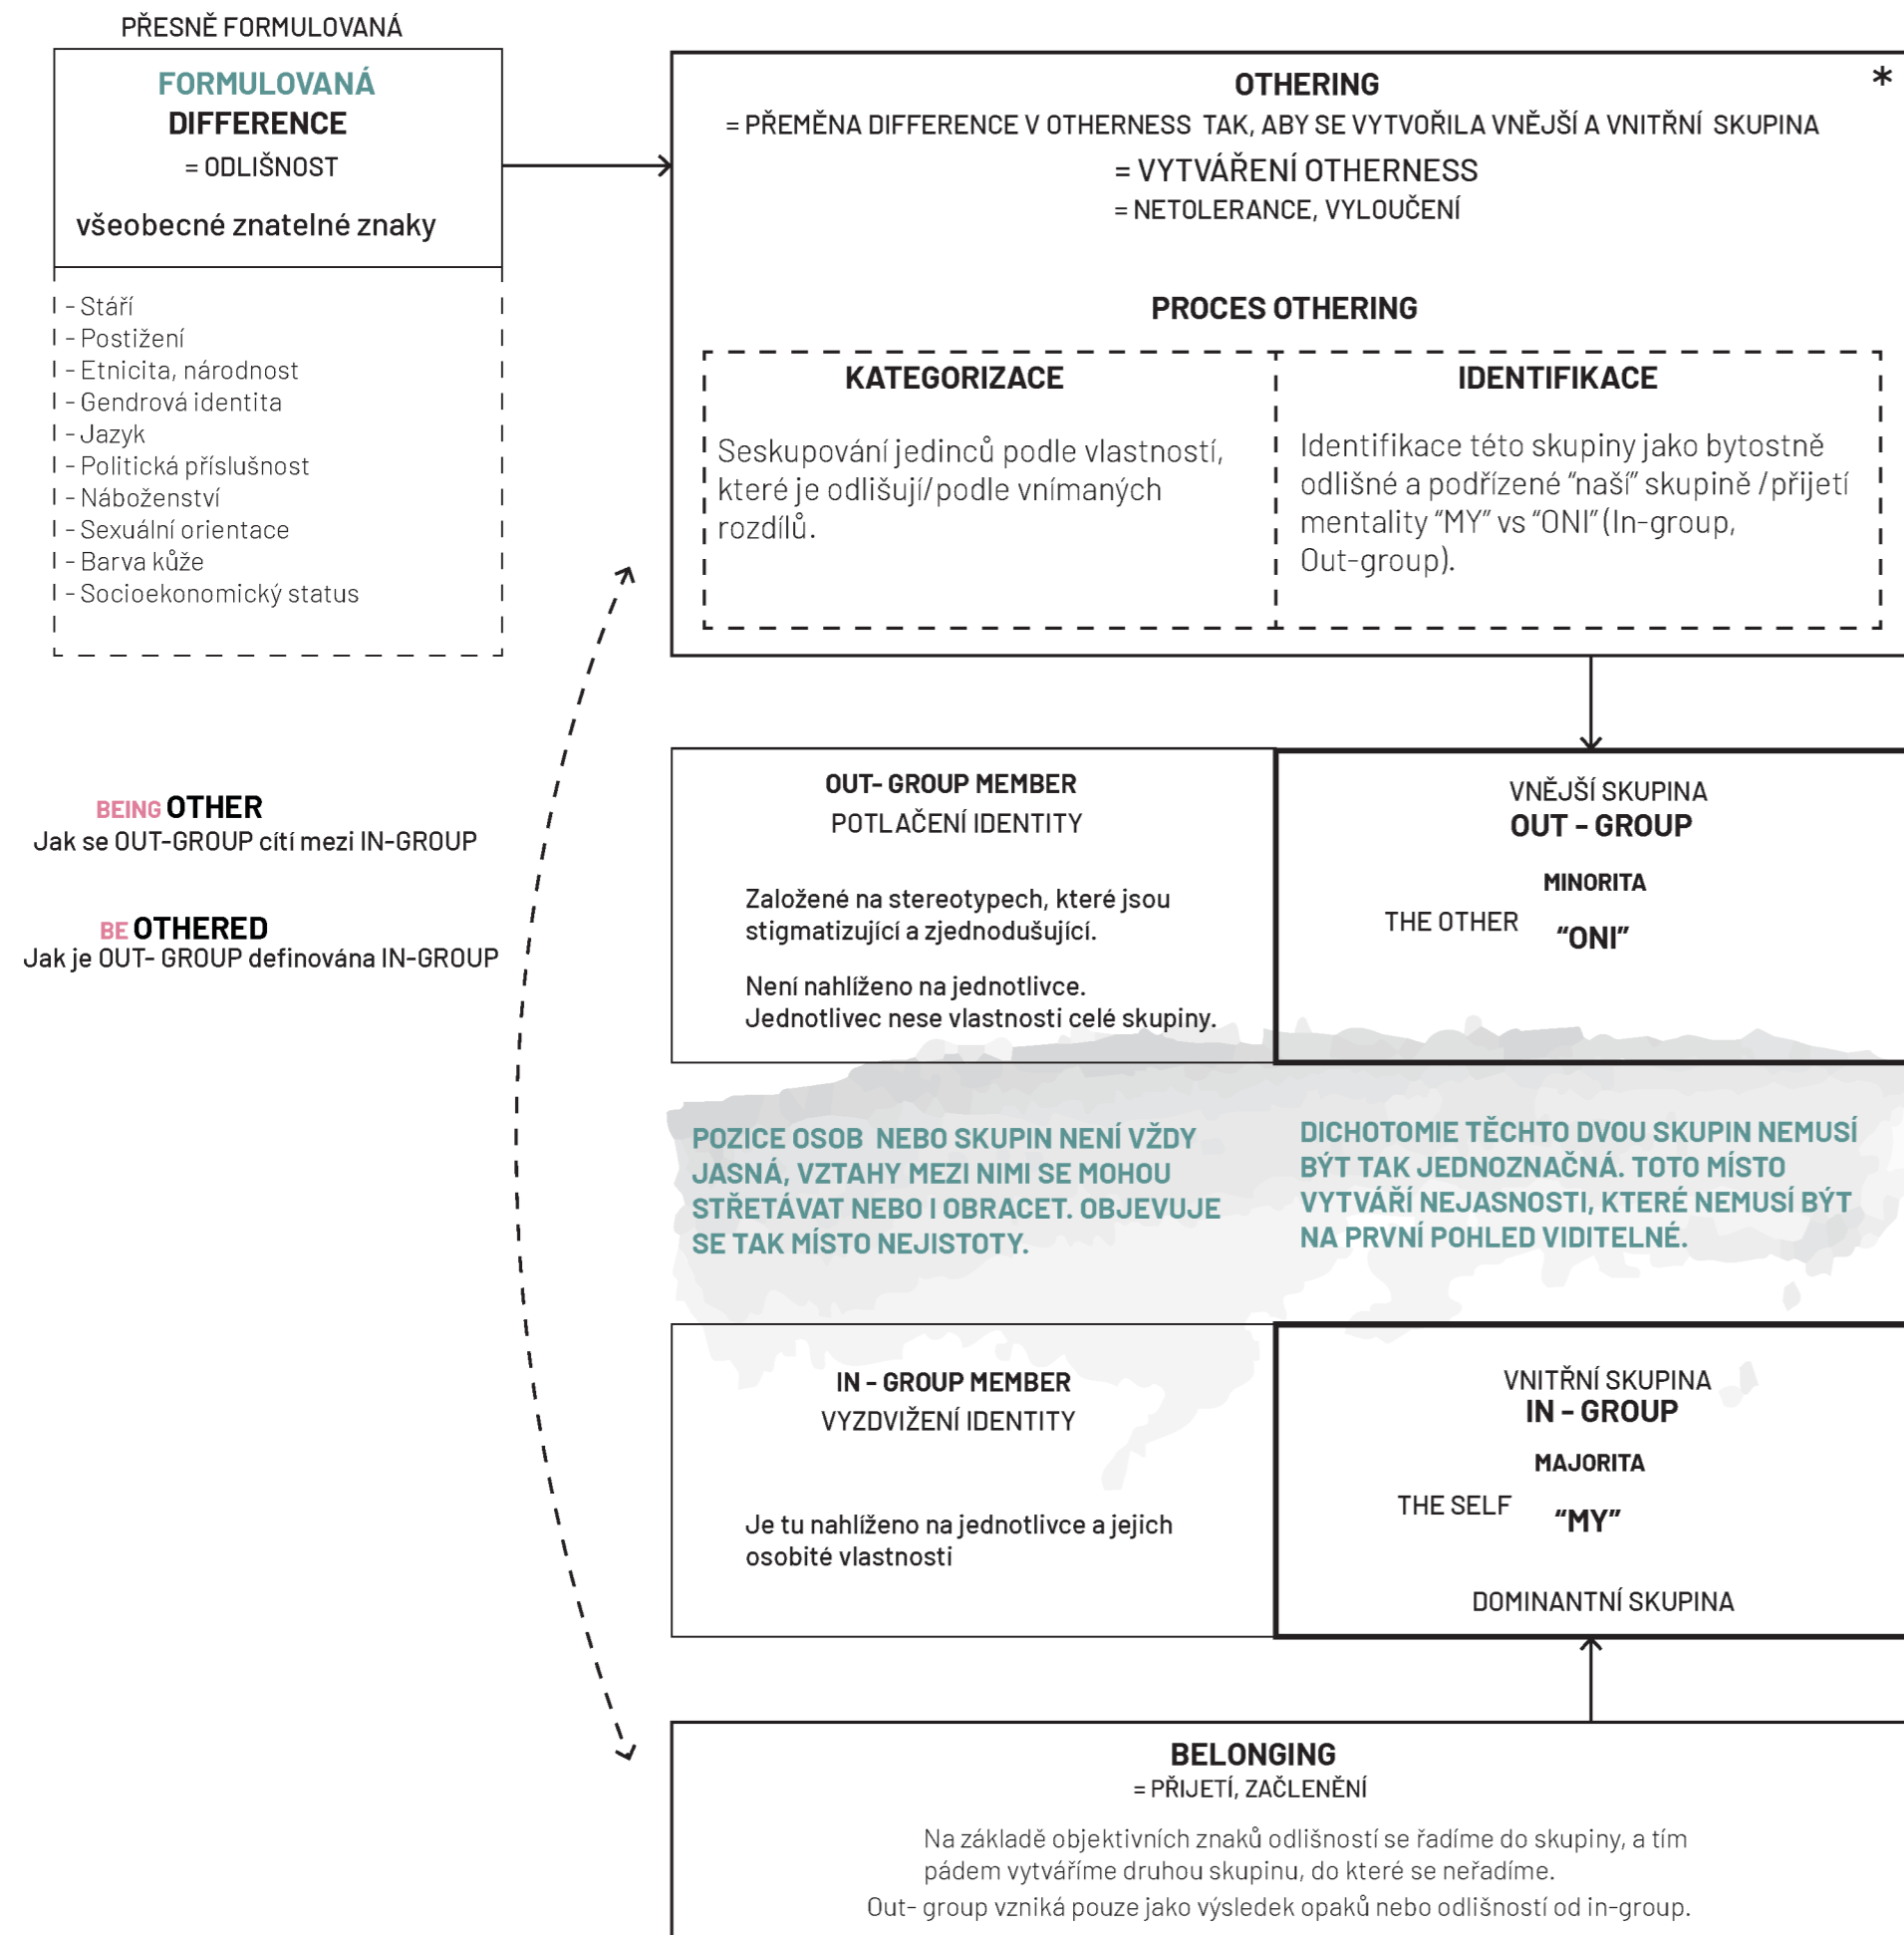 PŘESNĚ FORMULOVANÁ
FORMULOVANÁ
DIFFERENCE
= ODLIŠNOST
všeobecné znatelné znaky
- Stáří
- Postižení
- Etnicita, národnost
- Gendrová identita
- Jazyk
- Politická příslušnost
- Náboženství
- Sexuální orientace
- Barva kůže
- Socioekonomický status
*
OTHERING
= PŘEMĚNA DIFFERENCE V OTHERNESS TAK, ABY SE VYTVOŘILA VNĚJŠÍ A VNITŘNÍ SKUPINA
= VYTVÁŘENÍ OTHERNESS
= NETOLERANCE, VYLOUČENÍ
PROCES OTHERING
KATEGORIZACE
Seskupování jedinců podle vlastností,
které je odlišují/podle vnímaných
rozdílů.
IDENTIFIKACE
Identifikace této skupiny jako bytostně
odlišné a podřízené “naší” skupině /přijetí
mentality “MY” vs “ONI” (In-group,
Out-group).
BEING OTHER
Jak se OUT-GROUP cítí mezi IN-GROUP
BE OTHERED
Jak je OUT- GROUP definována IN-GROUP
OUT- GROUP MEMBER
POTLAČENÍ IDENTITY
Založené na stereotypech, které jsou
stigmatizující a zjednodušující.
Není nahlíženo na jednotlivce.
Jednotlivec nese vlastnosti celé skupiny.
VNĚJŠÍ SKUPINA
OUT - GROUP
MINORITA
THE OTHER
“ONI”
POZICE OSOB NEBO SKUPIN NENÍ VŽDY
JASNÁ, VZTAHY MEZI NIMI SE MOHOU
STŘETÁVAT NEBO I OBRACET. OBJEVUJE
SE TAK MÍSTO NEJISTOTY.
DICHOTOMIE TĚCHTO DVOU SKUPIN NEMUSÍ
BÝT TAK JEDNOZNAČNÁ. TOTO MÍSTO
VYTVÁŘÍ NEJASNOSTI, KTERÉ NEMUSÍ BÝT
NA PRVNÍ POHLED VIDITELNÉ.
IN - GROUP MEMBER
VYZDVIŽENÍ IDENTITY
Je tu nahlíženo na jednotlivce a jejich
osobité vlastnosti
VNITŘNÍ SKUPINA
IN - GROUP
MAJORITA
THE SELF
“MY”
DOMINANTNÍ SKUPINA
BELONGING
= PŘIJETÍ, ZAČLENĚNÍ
Na základě objektivních znaků odlišností se řadíme do skupiny, a tím
pádem vytváříme druhou skupinu, do které se neřadíme.
Out- group vzniká pouze jako výsledek opaků nebo odlišností od in-group.